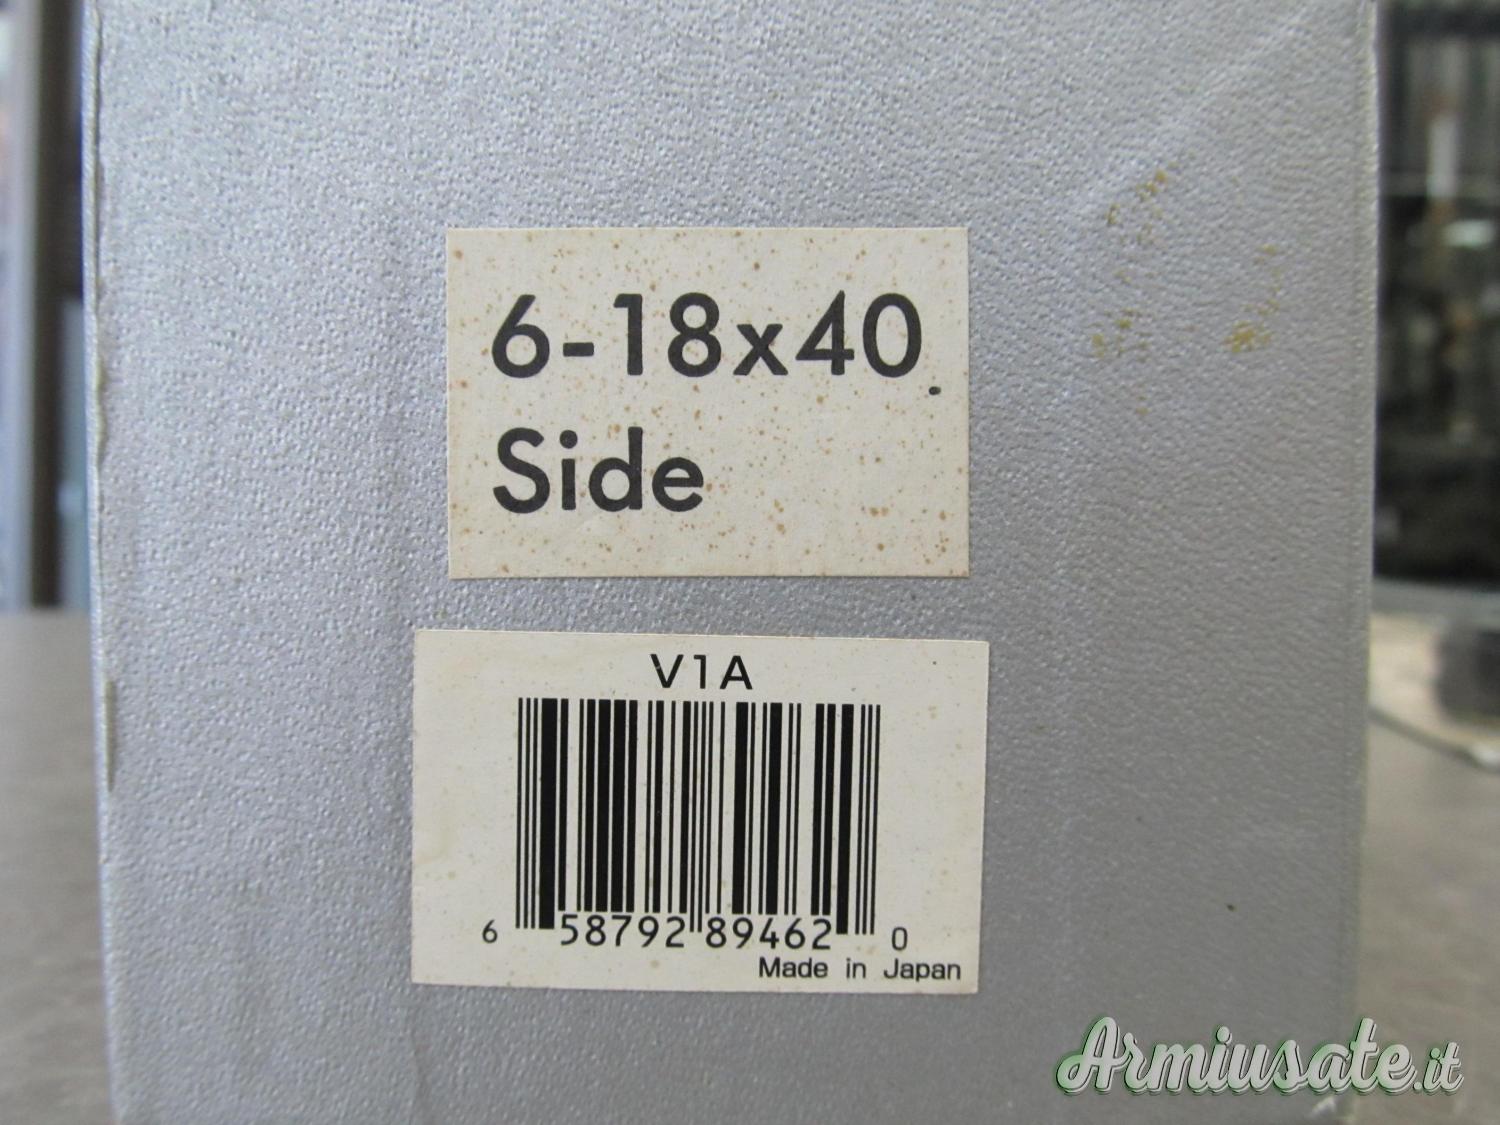 6-18x40
Side
V1A
6 58792 89462 0
Made in Japan
Armiusate.it